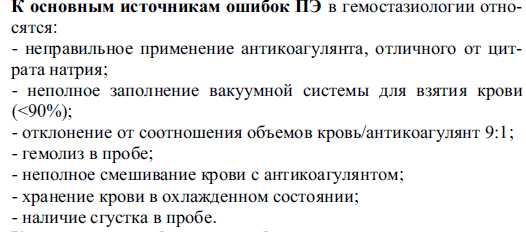 К основным источникам ошибок ПЭ в гемостазиологии отно-
сятся:
- неправильное применение антикоагулянта, отличного от цит-
рата натрия;
- неполное заполнение вакуумной системы для взятия крови
(<90%);
- отклонение от соотношения объемов кровь/антикоагулянт 9:1;
- гемолиз в пробе;
- неполное смешивание крови с антикоагулянтом;
- хранение крови в охлажденном состоянии;
- наличие сгустка в пробе.